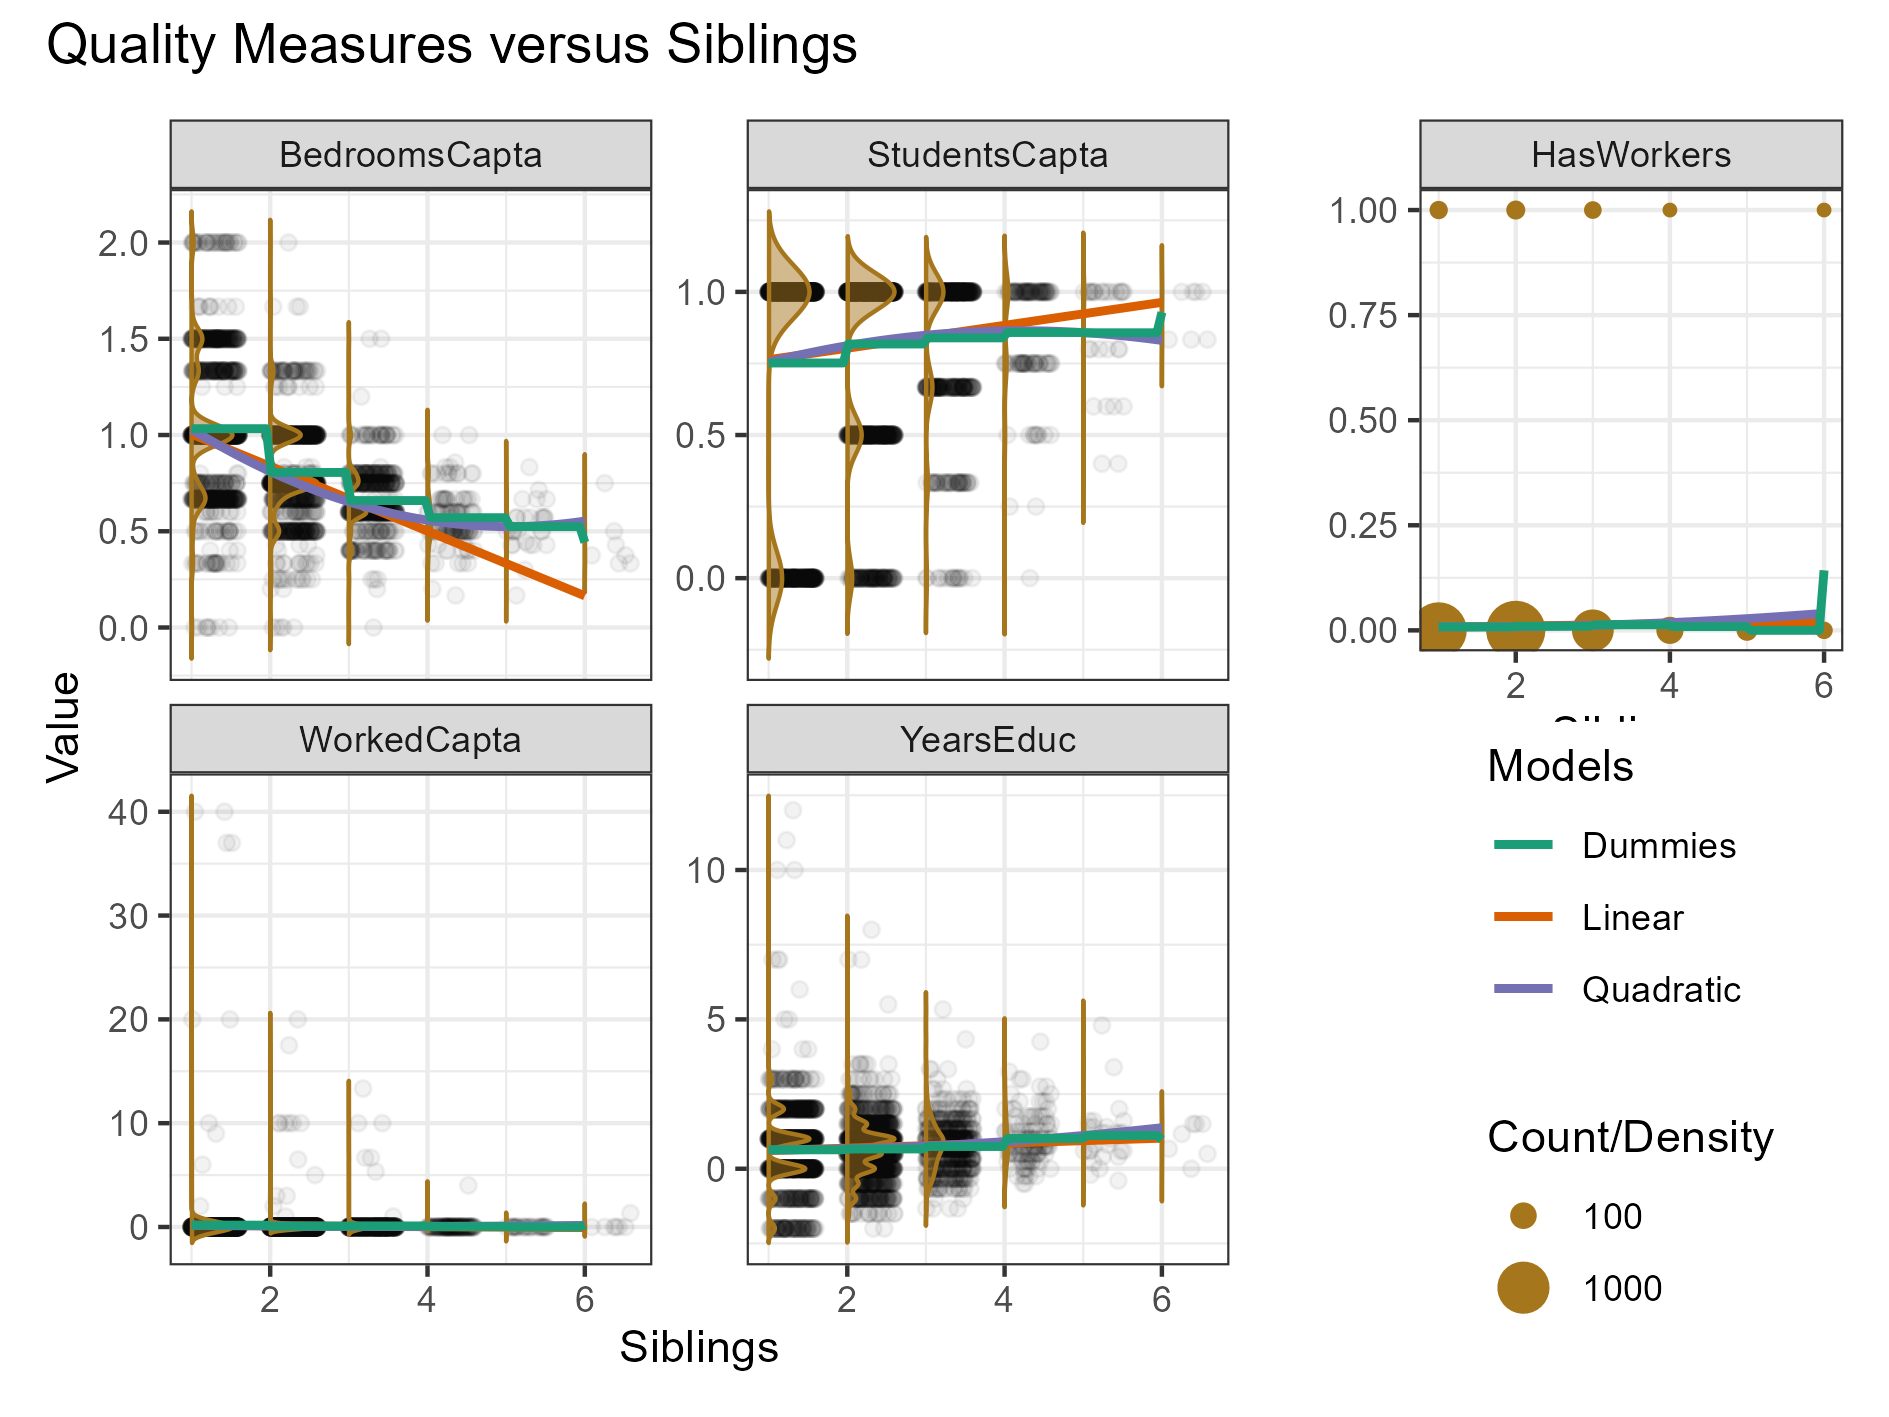 Quality Measures versus Siblings
BedroomsCapta
StudentsCapta
HasWorkers
2.0
1.5
1.0
0.5
0.0
1.0
0.5
0.0
1.00
0.75
0.50
0.25
0.00
2 4 6
Value
WorkedCapta
YearsEduc
40
30
20
10
0
10
5
0
2 4 6
2 4 6
Siblings
Models
Dummies
Linear
Quadratic
Count/Density
100
1000